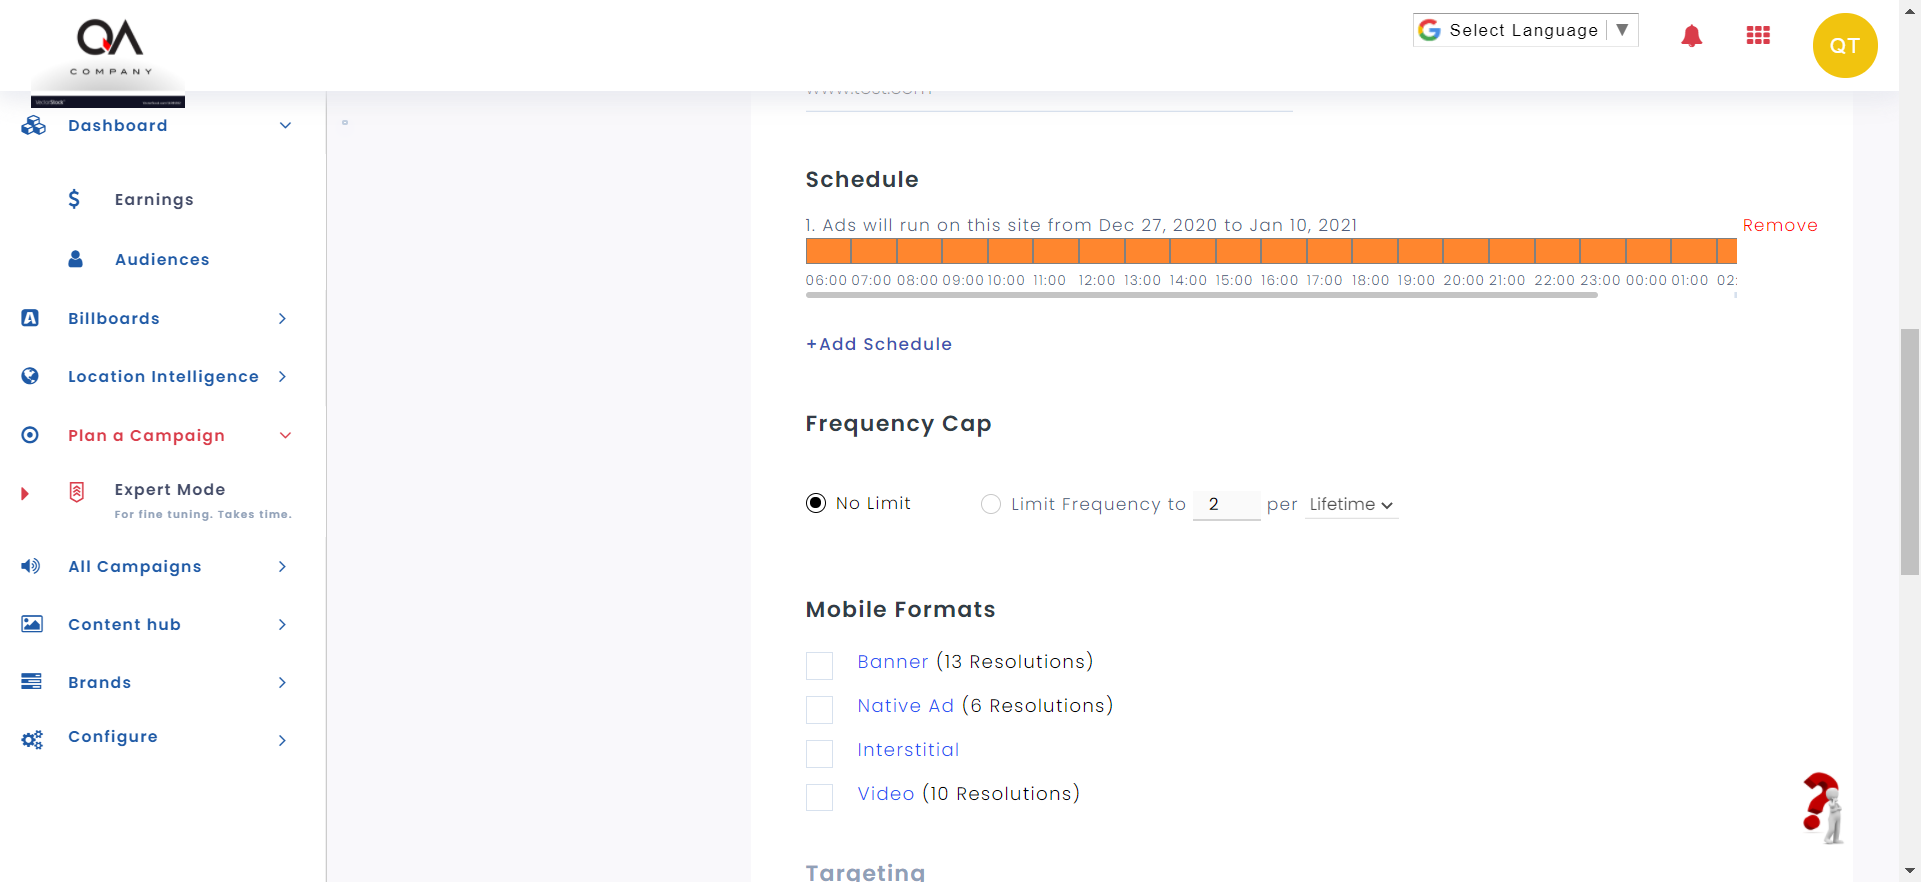 QA
COMPANY
Select Language ▼
QT
Dashboard
Earnings
Audiences
Billboards
Location Intelligence
Plan a Campaign
Expert Mode
For fine tuning. Takes time.
All Campaigns
Content hub
Brands
Configure
www.test.com
Schedule
1. Ads will run on this site from Dec 27, 2020 to Jan 10, 2021 Remove
06:00 07:00 08:00 09:00 10:00 11:00 12:00 13:00 14:00 15:00 16:00 17:00 18:00 19:00 20:00 21:00 22:00 23:00 00:00 01:00 02:
+Add Schedule
Frequency Cap
No Limit Limit Frequency to 2 per Lifetime
Mobile Formats
Banner (13 Resolutions)
Native Ad (6 Resolutions)
Interstitial
Video (10 Resolutions)
Targeting